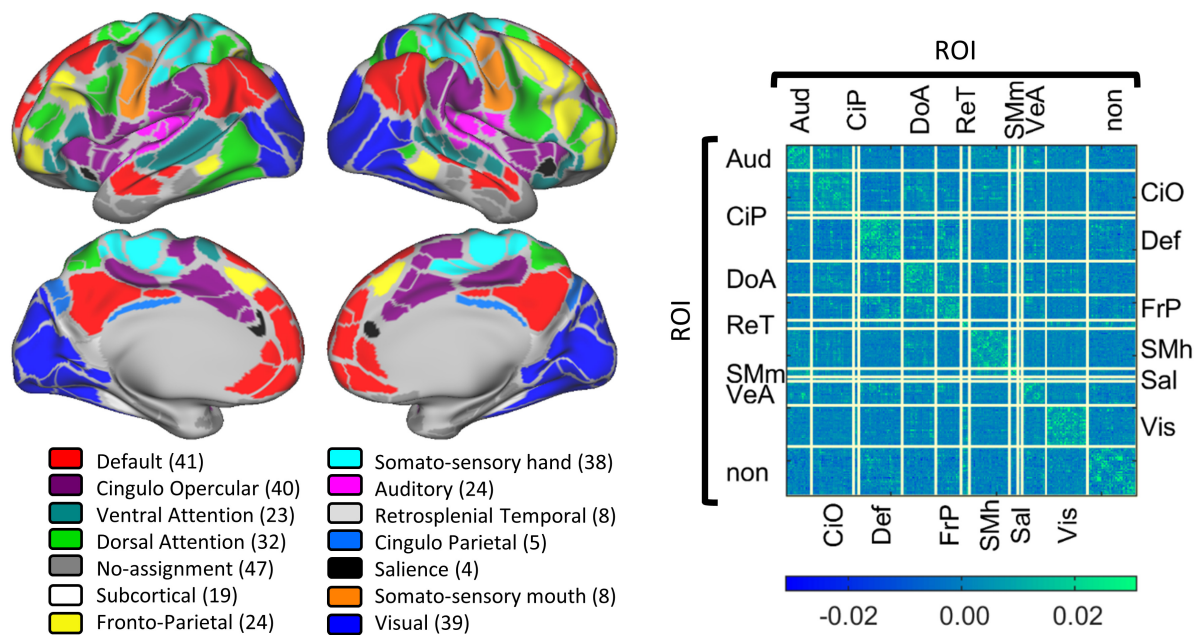 Default (41)
Cingulo Opercular (40)
Ventral Attention (23)
Dorsal Attention (32)
No-assignment (47)
Subcortical (19)
Fronto-Parietal (24)
Somato-sensory hand (38)
Auditory (24)
Retrosplenial Temporal (8)
Cingulo Parietal (5)
Salience (4)
Somato-sensory mouth (8)
Visual (39)
ROI
Aud
CiP
DoA
ReT
SMm
VeA
non
ROI
Aud
CiP
DoA
ReT
SMm
VeA
non
CiO
Def
FrP
SMh
Sal
Vis
CiO
Def
FrP
SMh
Sal
Vis
-0.02 0.00 0.02